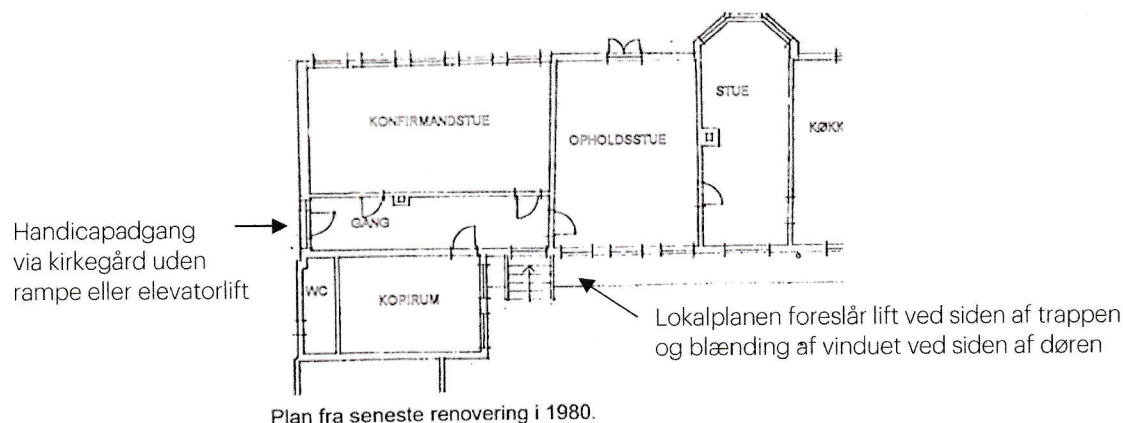 STUE
KONFIRMANDSTUE
OPHOLDSSTUE
KØKK
GANG
Handicapadgang
via kirkegård uden
rampe eller elevatorlift
WC
KOPIRUM
Lokalplanen foreslår lift ved siden af trappen
og blænding af vinduet ved siden af døren
Plan fra seneste renovering i 1980.